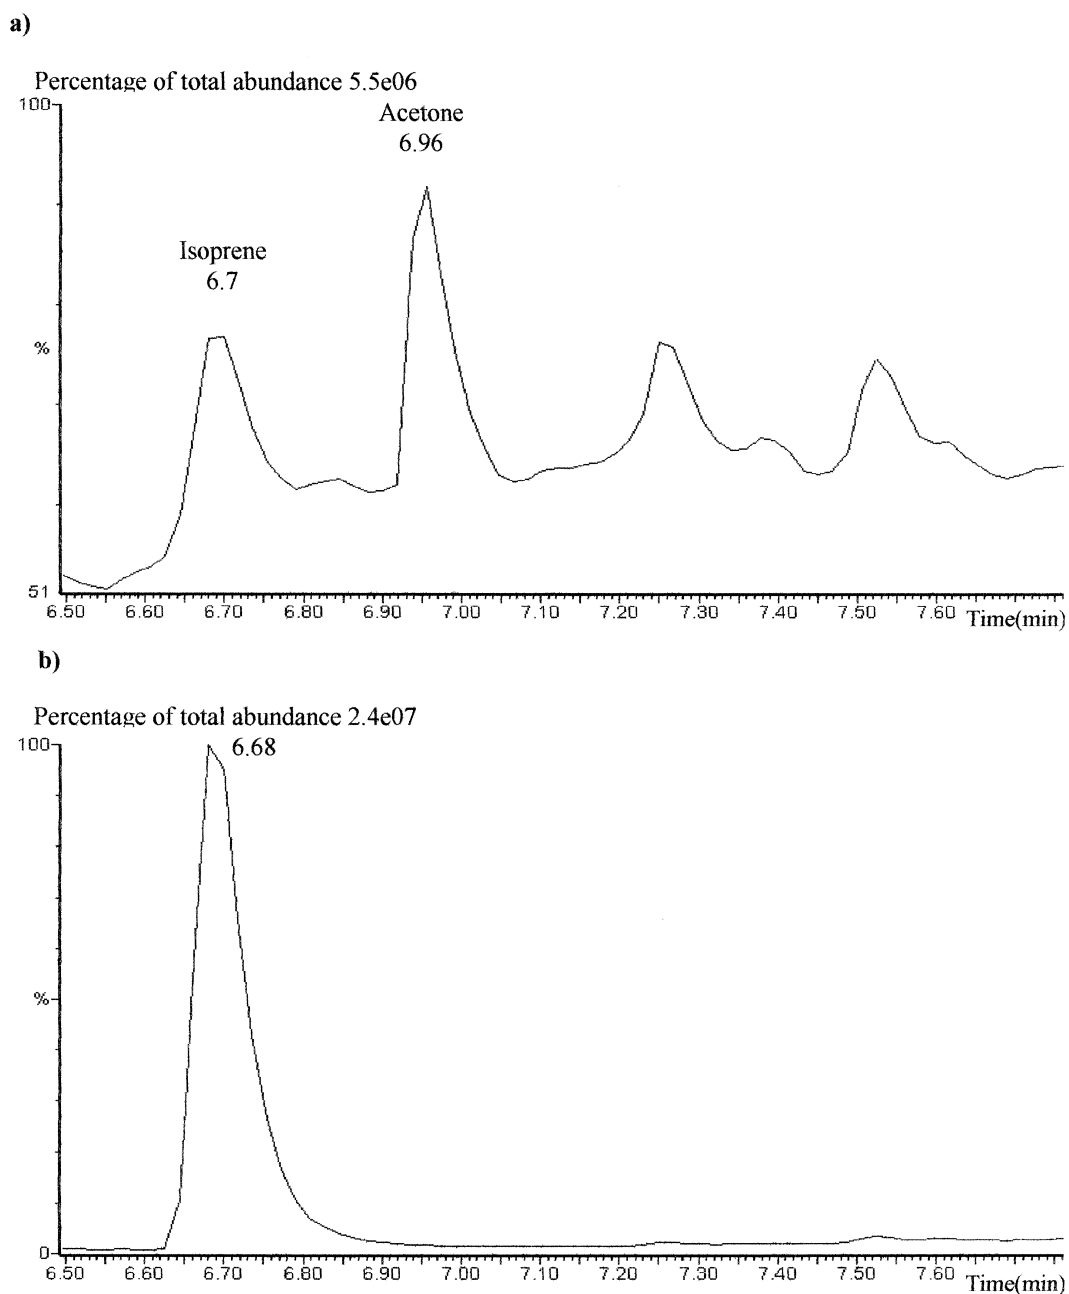 a)
Percentage of total abundance 5.5e06
100
Acetone
6.96
Isoprene
6.7
%
51
6.50 6.60 6.70 6.80 6.90 7.00 7.10 7.20 7.30 7.40 7.50 7.60 Time(min)
b)
Percentage of total abundance 2.4e07
100
6.68
%
0
6.50 6.60 6.70 6.80 6.90 7.00 7.10 7.20 7.30 7.40 7.50 7.60 Time(min)